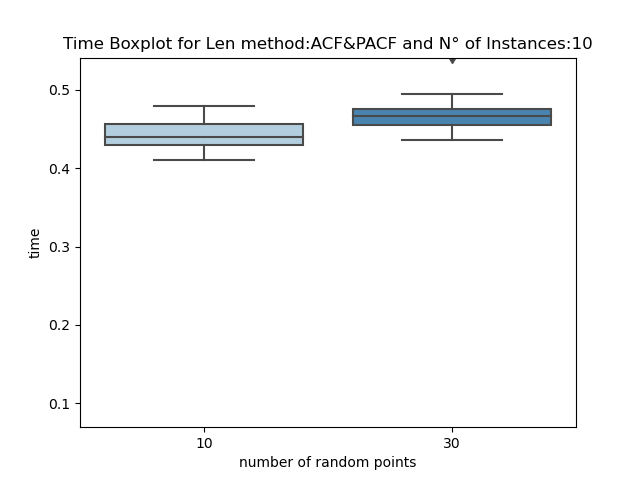 Time Boxplot for Len method:ACF&PACF and N° of Instances:10
0.5
0.4
0.3
0.2
0.1
time
10 30
number of random points